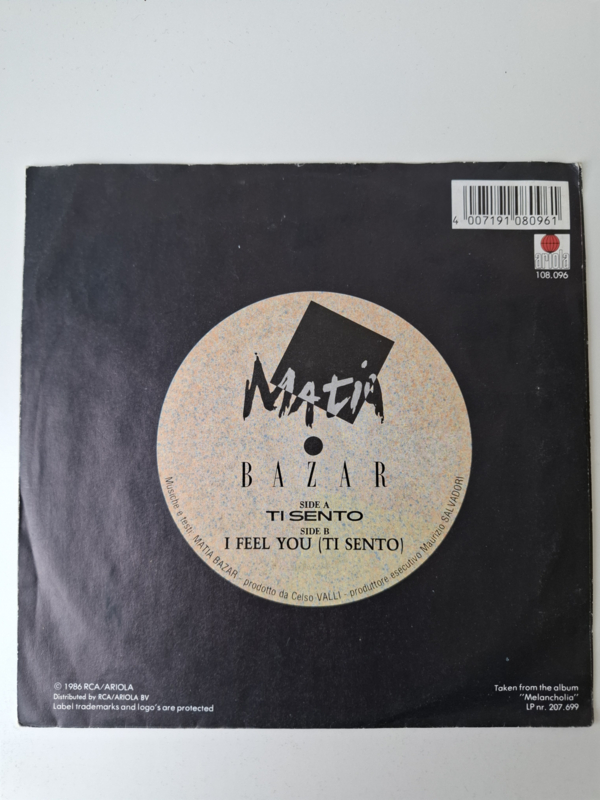 4 007191 080961
ariola
108.096
MATIA
BAZAR
SIDE A
TI SENTO
SIDE B
I FEEL YOU (TI SENTO)
Musiche e testi: MATIA BAZAR - prodotto da Celso VALLI - produttore esecutivo Maurizio SALVADORI
© 1986 RCA/ARIOLA
Distributed by RCA/ARIOLA BV
Label trademarks and logo's are protected
Taken from the album
"Melancholia"
LP nr. 207.699